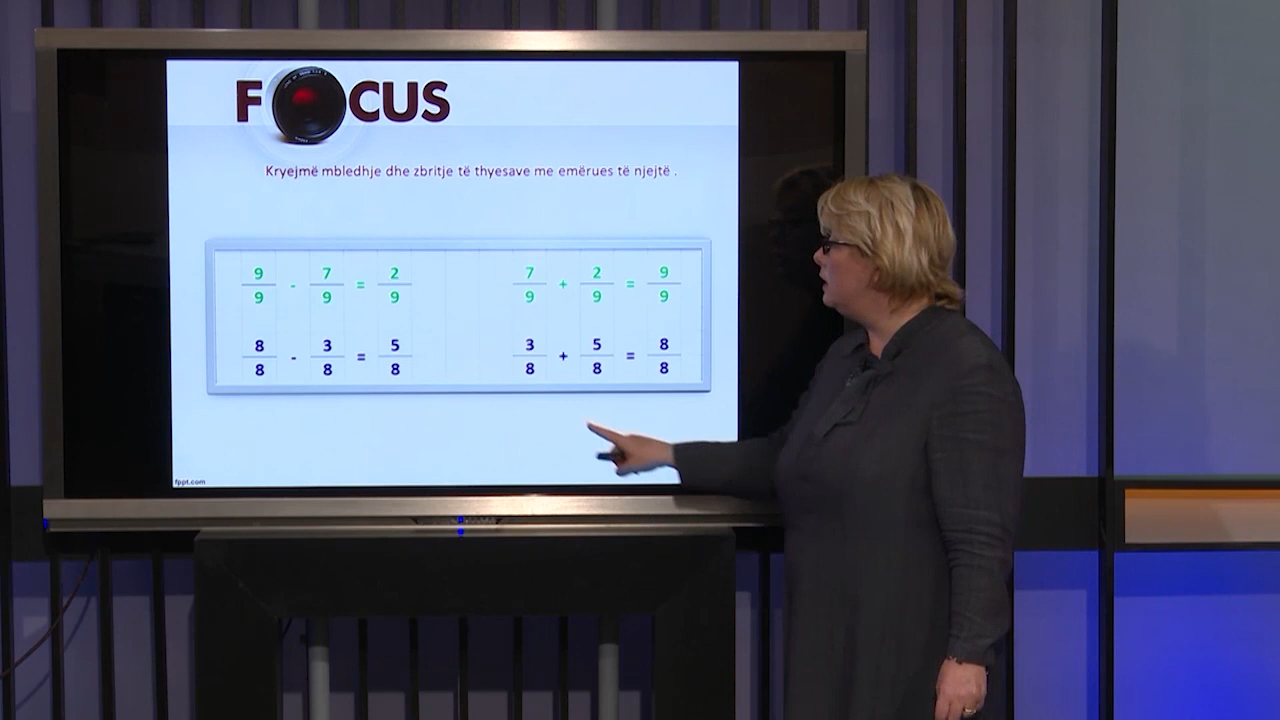 FOCUS
Kryejmë mbledhje dhe zbritje të thyesave me emërues të njejtë .
9/9 - 7/9 = 2/9 7/9 + 2/9 = 9/9
8/8 - 3/8 = 5/8 3/8 + 5/8 = 8/8
fppt.com